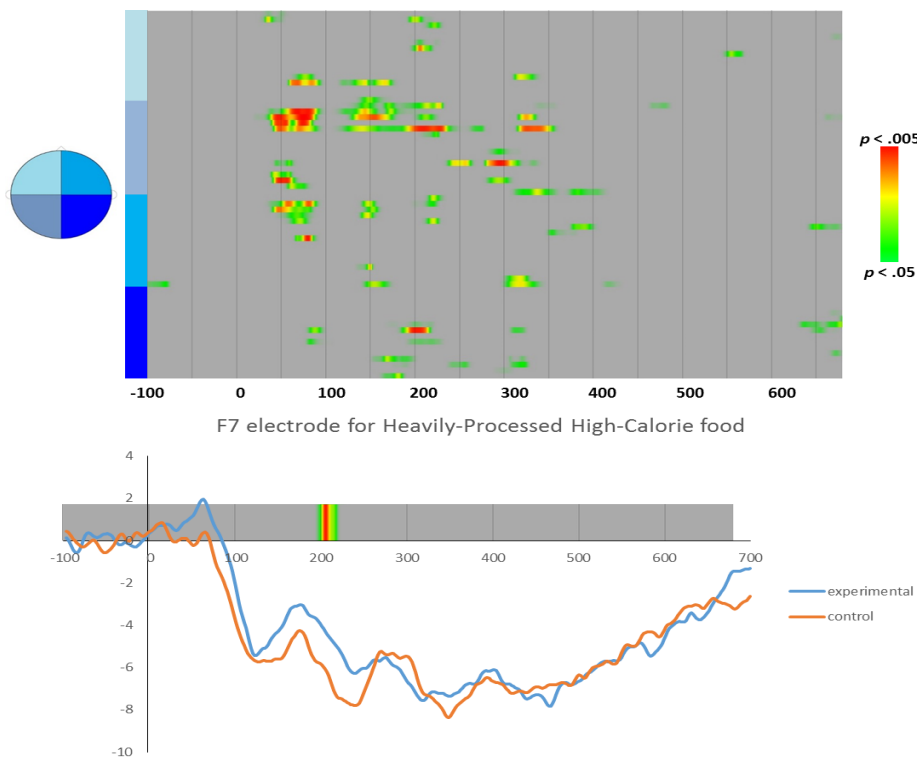 p < .005
p < .05
-100 0 100 200 300 400 500 600
F7 electrode for Heavily-Processed High-Calorie food
4
2
0
-100 0 100 200 300 400 500 600 700
-2
-4
-6
-8
-10
experimental
control